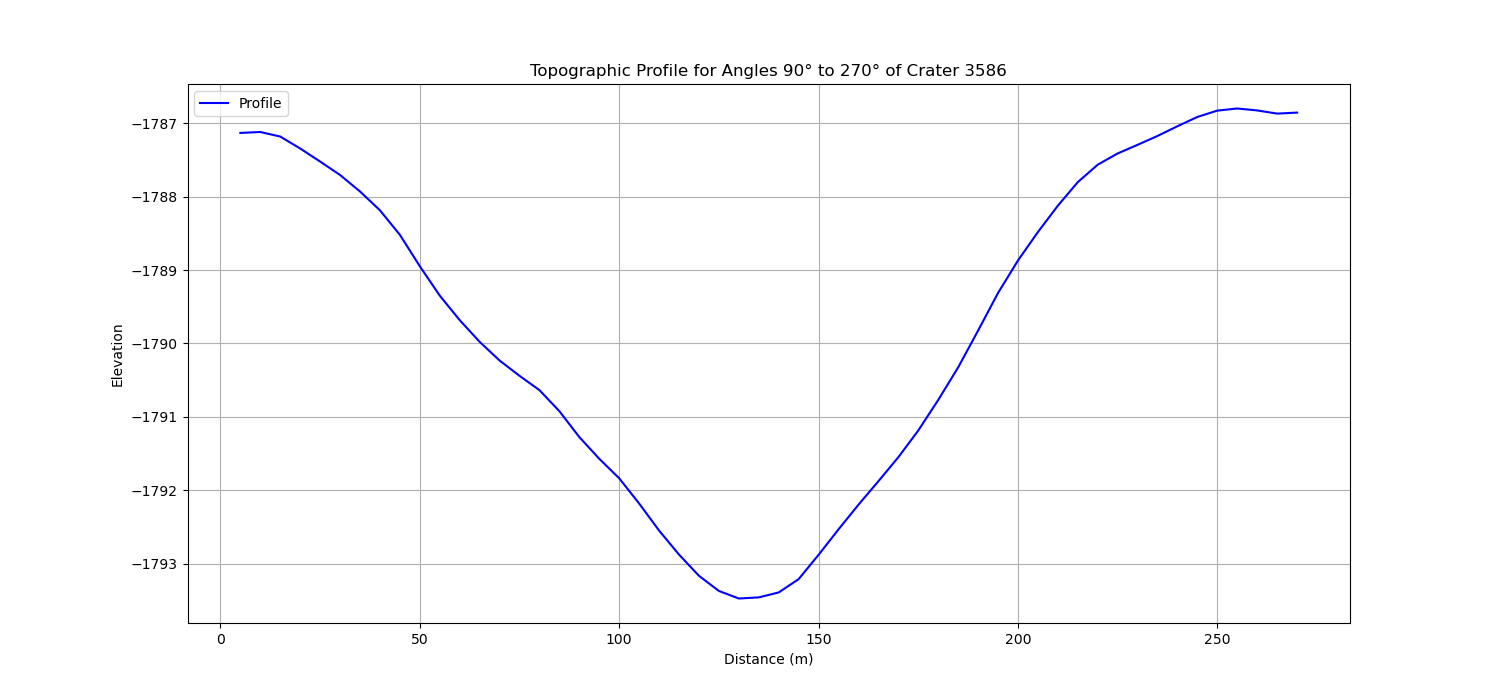 Topographic Profile for Angles 90° to 270° of Crater 3586
Profile
−1787
−1788
−1789
−1790
−1791
−1792
−1793
Elevation
0 50 100 150 200 250
Distance (m)